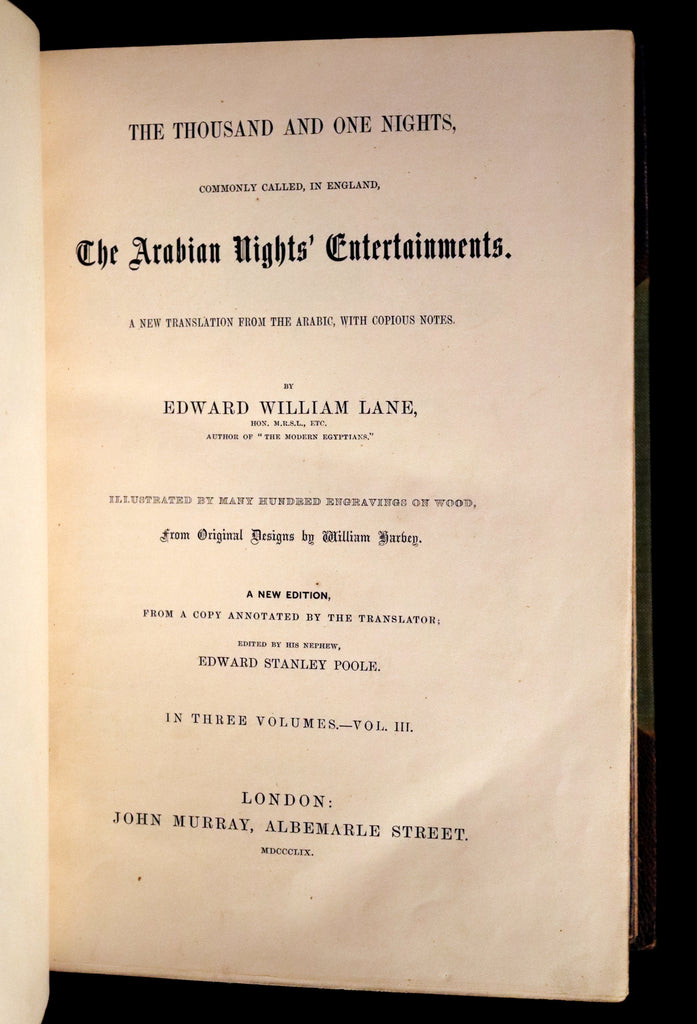 THE THOUSAND AND ONE NIGHTS,
COMMONLY CALLED, IN ENGLAND,
The Arabian Nights' Entertainments.
A NEW TRANSLATION FROM THE ARABIC, WITH COPIOUS NOTES.
BY
EDWARD WILLIAM LANE,
HON. M.R.S.L., ETC.
AUTHOR OF "THE MODERN EGYPTIANS."
ILLUSTRATED BY MANY HUNDRED ENGRAVINGS ON WOOD,
From Original Designs by William Harvey.
A NEW EDITION,
FROM A COPY ANNOTATED BY THE TRANSLATOR;
EDITED BY HIS NEPHEW,
EDWARD STANLEY POOLE.
IN THREE VOLUMES.—VOL. III.
LONDON:
JOHN MURRAY, ALBEMARLE STREET.
MDCCCLIX.